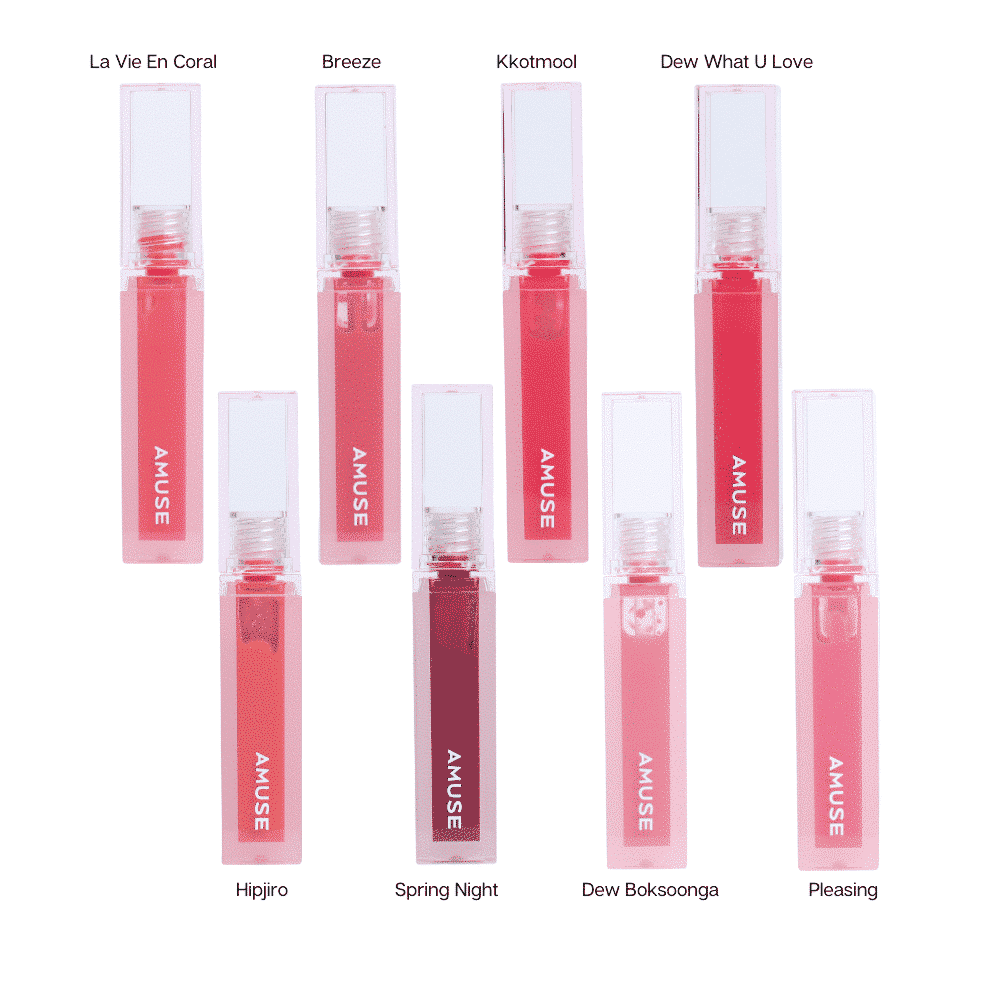 La Vie En Coral
Breeze
Kkotmool
Dew What U Love
AMUSE
AMUSE
AMUSE
AMUSE
AMUSE
AMUSE
AMUSE
AMUSE
Hipjiro
Spring Night
Dew Boksoonga
Pleasing